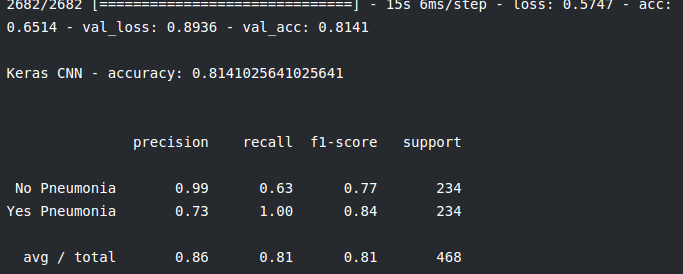 2682/2682 [==============================] - 15s 6ms/step - loss: 0.5747 - acc:
0.6514 - val_loss: 0.8936 - val_acc: 0.8141
Keras CNN - accuracy: 0.8141025641025641
precision recall f1-score support
No Pneumonia 0.99 0.63 0.77 234
Yes Pneumonia 0.73 1.00 0.84 234
avg / total 0.86 0.81 0.81 468